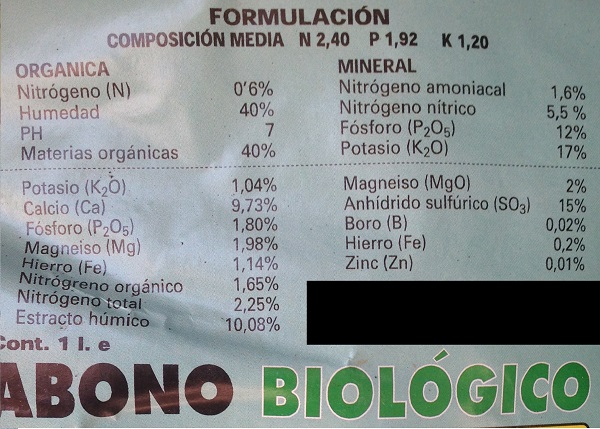 FORMULACIÓN
COMPOSICIÓN MEDIA N 2,40 P 1,92 K 1,20
ORGANICA
Nitrógeno (N) 0'6%
Humedad 40%
PH 7
Materias orgánicas 40%
Potasio (K₂O) 1,04%
Calcio (Ca) 9,73%
Fósforo (P₂O₅) 1,80%
Magneiso (Mg) 1,98%
Hierro (Fe) 1,14%
Nitrógreno orgánico 1,65%
Nitrógeno total 2,25%
Estracto húmico 10,08%
MINERAL
Nitrógeno amoniacal 1,6%
Nitrógeno nítrico 5,5 %
Fósforo (P₂O₅) 12%
Potasio (K₂O) 17%
Magneiso (MgO) 2%
Anhídrido sulfúrico (SO₃) 15%
Boro (B) 0,02%
Hierro (Fe) 0,2%
Zinc (Zn) 0,01%
Cont. 1 l. e
ABONO BIOLÓGICO